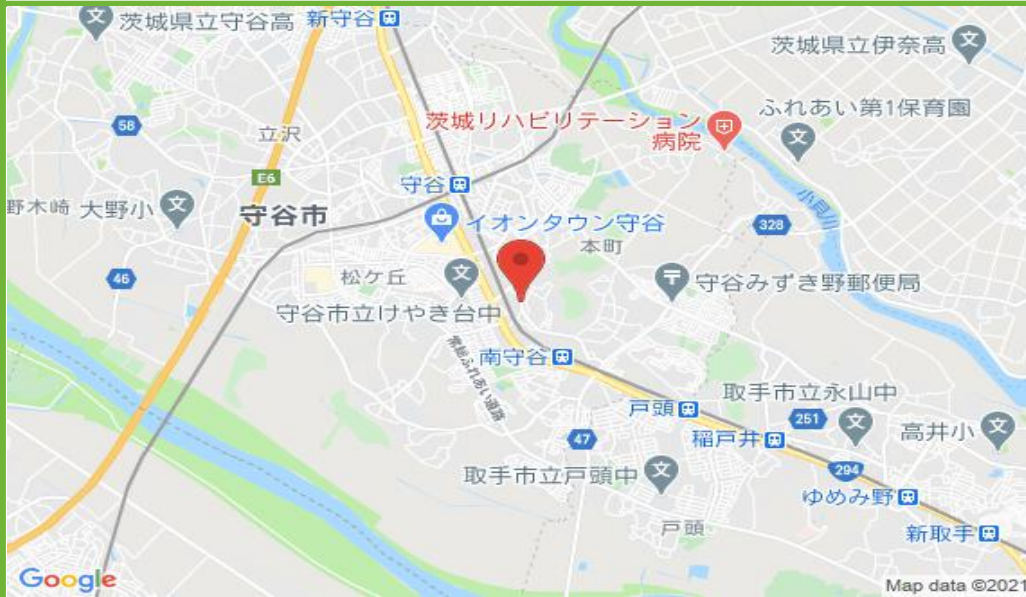 茨城県立守谷高
新守谷
茨城県立伊奈高
58
立沢
茨城リハビリテーション
病院
ふれあい第1保育園
E6
守谷
野木崎
大野小
守谷市
イオンタウン守谷
本町
328
小貝川
46
松ケ丘
守谷市立けやき台中
守谷みずき野郵便局
常総ふれあい道路
南守谷
戸頭
取手市立永山中
251
高井小
47
稲戸井
294
取手市立戸頭中
ゆめみ野
戸頭
新取手
Google
Map data ©2021